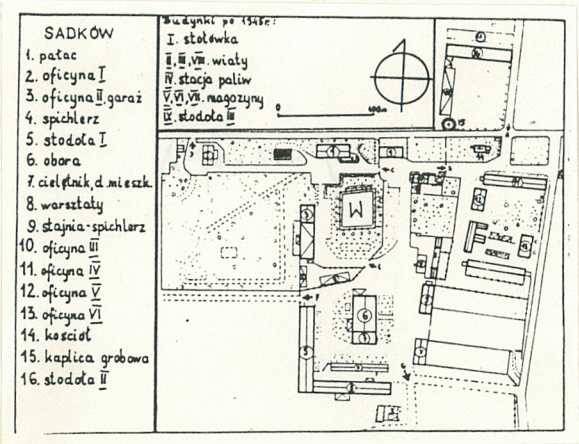 SADKÓW
1. pałac
2. oficyna I
3. oficyna II. garaż
4. spichlerz
5. stodoła I
6. obora
7. cielętnik, d. mieszk.
8. warsztaty
9. stajnia-spichlerz
10. oficyna III
11. oficyna IV
12. oficyna V
13. oficyna VI
14. kościół
15. kaplica grobowa
16. stodoła II
Budynki po 1945r:
I. stołówka
II, III, VIII. wiaty
IV. stacja paliw
V, VI, VII. magazyny
IX. stodoła III
0 100m
15
6
5